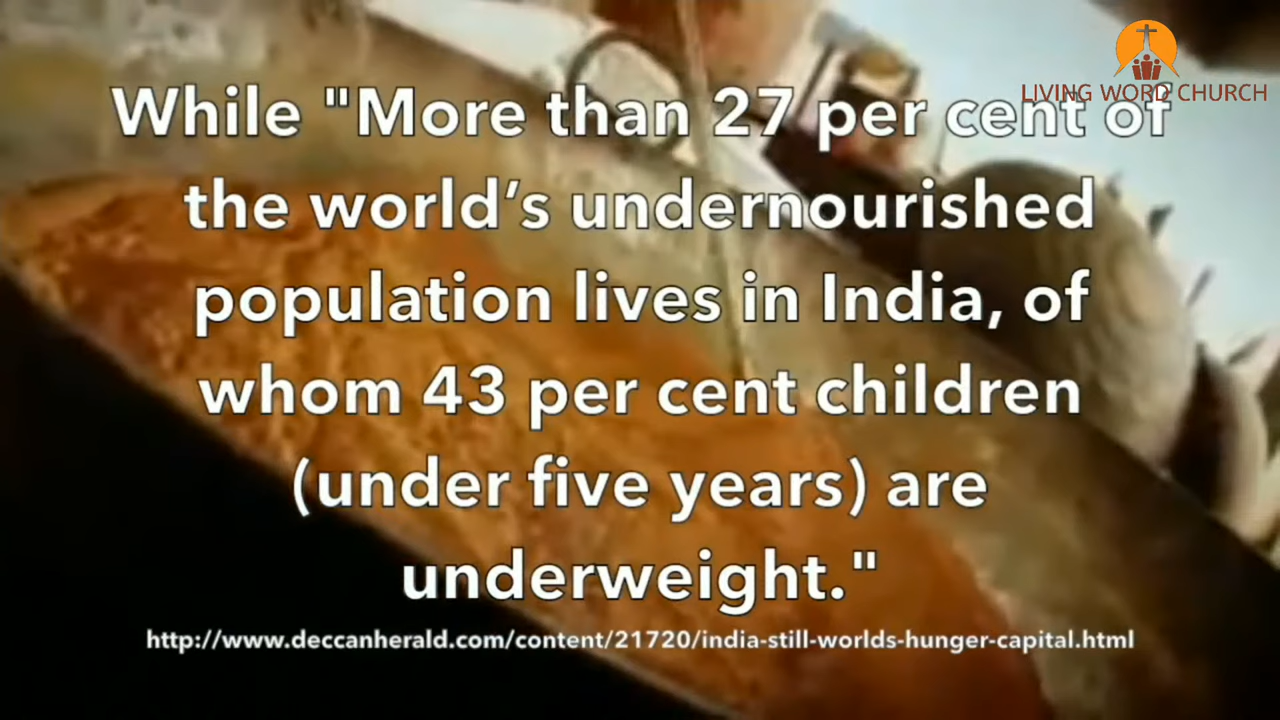 LIVING WORD CHURCH
While "More than 27 per cent of
the world’s undernourished
population lives in India, of
whom 43 per cent children
(under five years) are
underweight."
http://www.deccanherald.com/content/21720/india-still-worlds-hunger-capital.html